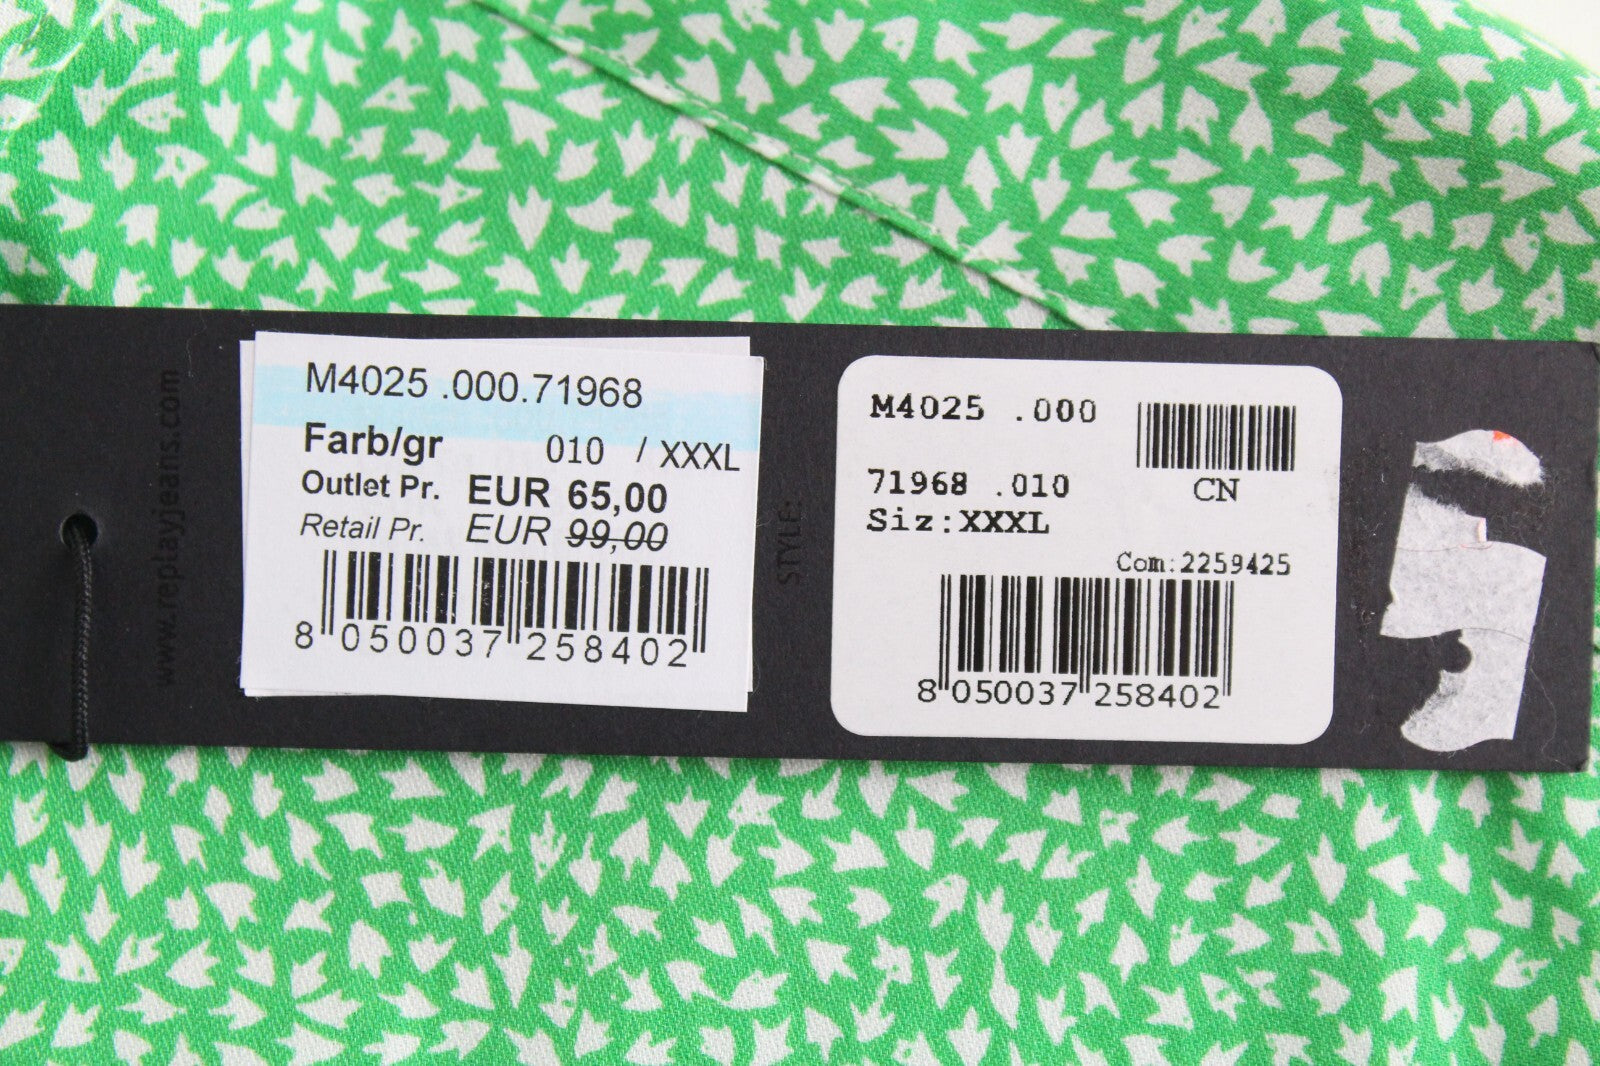 www.replayjeans.com
M4025 .000.71968
Farb/gr 010 / XXXL
Outlet Pr. EUR 65,00
Retail Pr. EUR 99,00
8 050037 258402
STYLE:
M4025 .000
CN
71968 .010
Siz:XXXL
Com:2259425
8 050037 258402